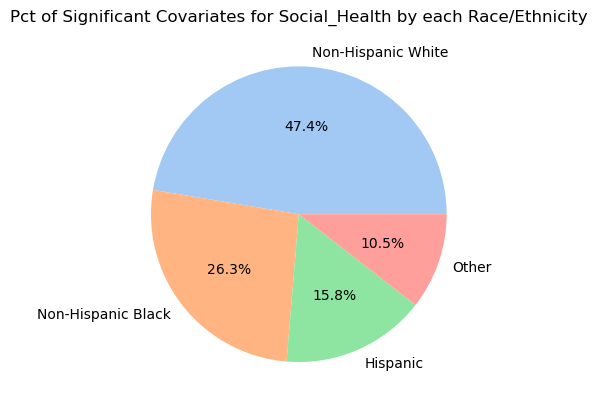 Pct of Significant Covariates for Social_Health by each Race/Ethnicity
Non-Hispanic White
47.4%
26.3%
Non-Hispanic Black
15.8%
Hispanic
10.5%
Other